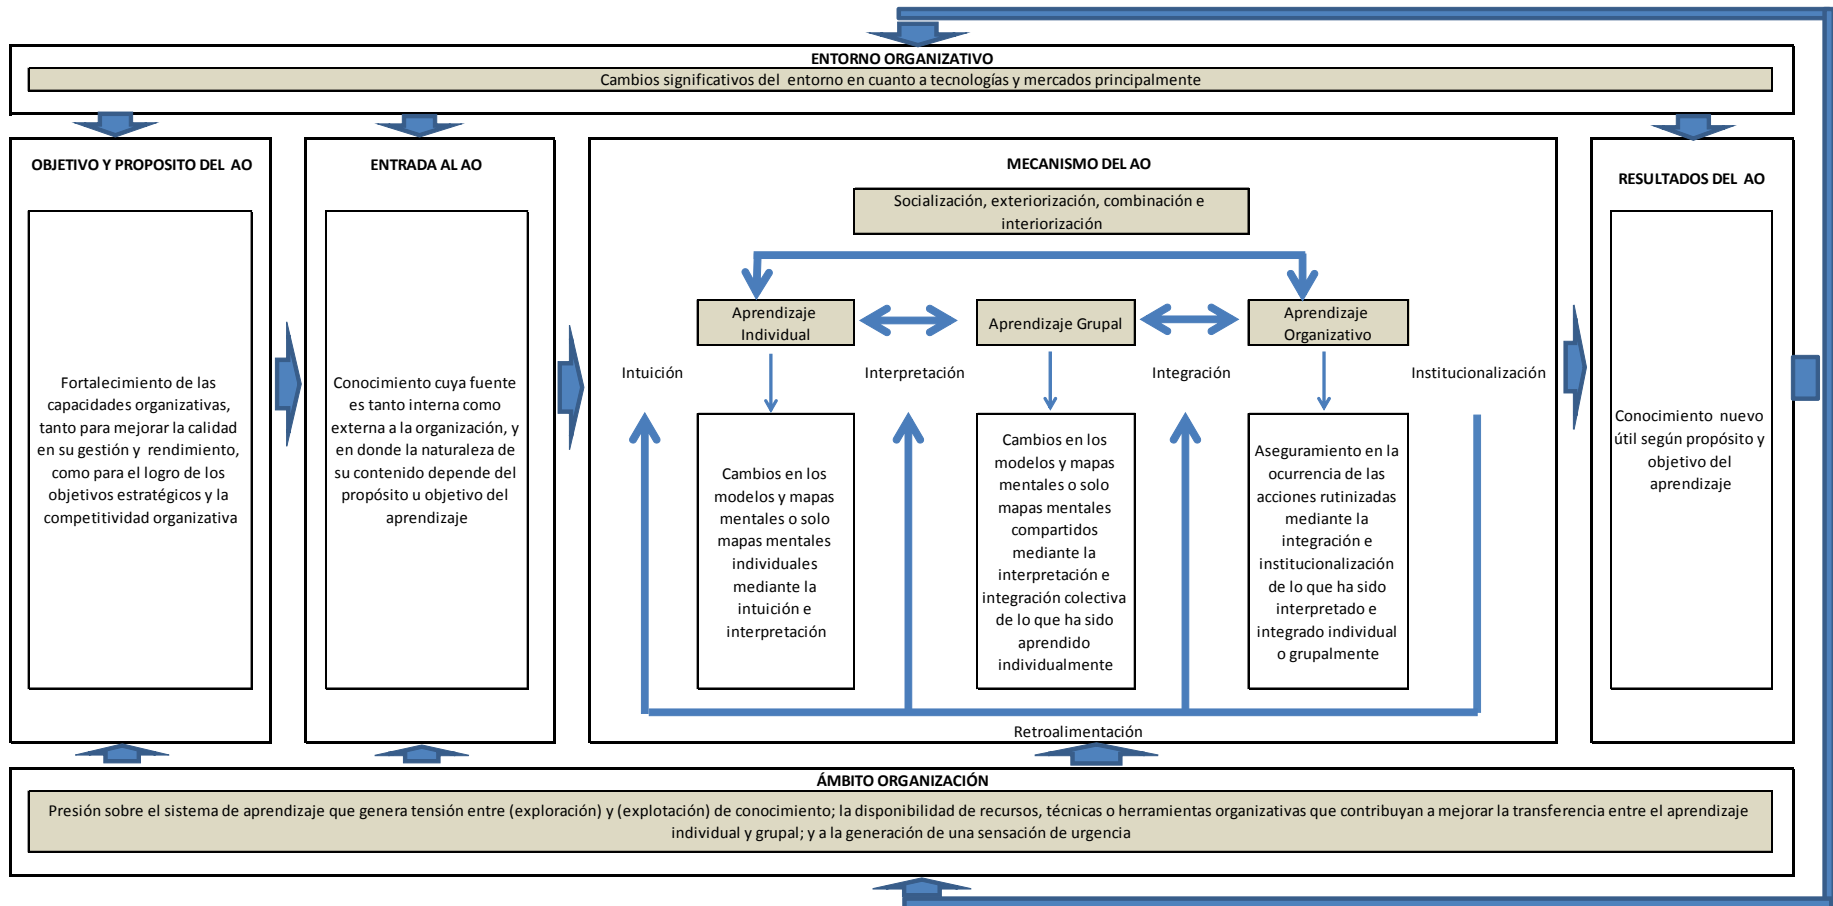 ENTORNO ORGANIZATIVO
Cambios significativos del entorno en cuanto a tecnologías y mercados principalmente
OBJETIVO Y PROPOSITO DEL AO
Fortalecimiento de las
capacidades organizativas,
tanto para mejorar la calidad
en su gestión y rendimiento,
como para el logro de los
objetivos estratégicos y la
competitividad organizativa
ENTRADA AL AO
Conocimiento cuya fuente
es tanto interna como
externa a la organización, y
en donde la naturaleza de
su contenido depende del
propósito u objetivo del
aprendizaje
MECANISMO DEL AO
Socialización, exteriorización, combinación e
interiorización
Aprendizaje
Individual
Aprendizaje Grupal
Aprendizaje
Organizativo
Intuición
Interpretación
Integración
Institucionalización
Cambios en los
modelos y mapas
mentales o solo
mapas mentales
individuales
mediante la
intuición e
interpretación
Cambios en los
modelos y mapas
mentales o solo
mapas mentales
compartidos
mediante la
interpretación e
integración colectiva
de lo que ha sido
aprendido
individualmente
Aseguramiento en la
ocurrencia de las
acciones rutinizadas
mediante la
integración e
institucionalización
de lo que ha sido
interpretado e
integrado individual
o grupalmente
Retroalimentación
RESULTADOS DEL AO
Conocimiento nuevo
útil según propósito y
objetivo del
aprendizaje
ÁMBITO ORGANIZACIÓN
Presión sobre el sistema de aprendizaje que genera tensión entre (exploración) y (explotación) de conocimiento; la disponibilidad de recursos, técnicas o herramientas organizativas que contribuyan a mejorar la transferencia entre el aprendizaje
individual y grupal; y a la generación de una sensación de urgencia